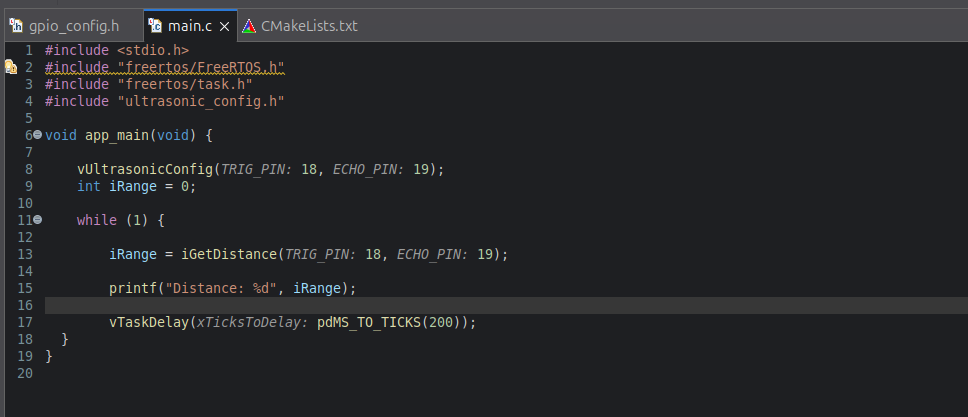 gpio_config.h main.c CMakeLists.txt
1 #include <stdio.h>
2 #include "freertos/FreeRTOS.h"
3 #include "freertos/task.h"
4 #include "ultrasonic_config.h"
5
6 void app_main(void) {
7
8 vUltrasonicConfig(TRIG_PIN: 18, ECHO_PIN: 19);
9 int iRange = 0;
10
11 while (1) {
12
13 iRange = iGetDistance(TRIG_PIN: 18, ECHO_PIN: 19);
14
15 printf("Distance: %d", iRange);
16
17 vTaskDelay(xTicksToDelay: pdMS_TO_TICKS(200));
18 }
19 }
20